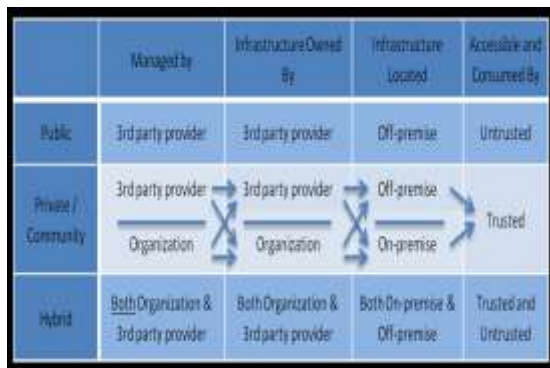 Managed by
Infrastructure Owned By
Infrastructure Located
Accessible and Consumed By
Public
3rd party provider
3rd party provider
Off-premise
Untrusted
Private / Community
3rd party provider
3rd party provider
Off-premise
Organization
Organization
On-premise
Trusted
Hybrid
Both Organization & 3rd party provider
Both Organization & 3rd party provider
Both On-premise & Off-premise
Trusted and Untrusted